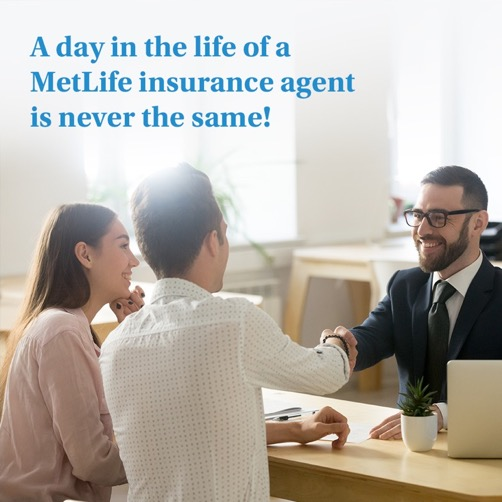 A day in the life of a
MetLife insurance agent
is never the same!